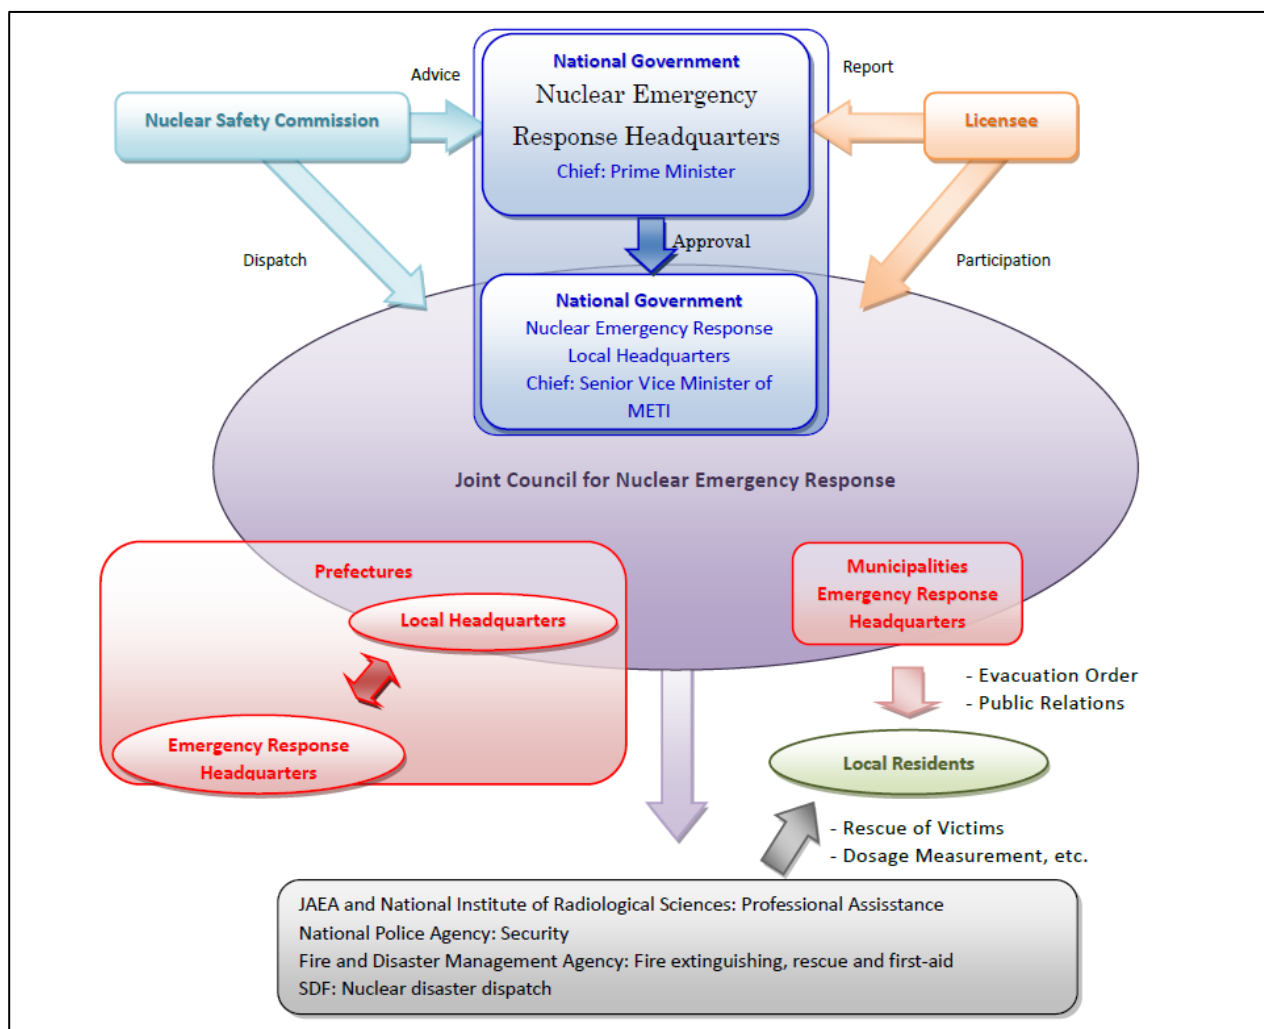 National Government
Nuclear Emergency
Response Headquarters
Chief: Prime Minister
Advice
Report
Nuclear Safety Commission
Licensee
Approval
Dispatch
Participation
National Government
Nuclear Emergency Response
Local Headquarters
Chief: Senior Vice Minister of
METI
Joint Council for Nuclear Emergency Response
Prefectures
Local Headquarters
Emergency Response
Headquarters
Municipalities
Emergency Response
Headquarters
- Evacuation Order
- Public Relations
Local Residents
- Rescue of Victims
- Dosage Measurement, etc.
JAEA and National Institute of Radiological Sciences: Professional Assisstance
National Police Agency: Security
Fire and Disaster Management Agency: Fire extinguishing, rescue and first-aid
SDF: Nuclear disaster dispatch